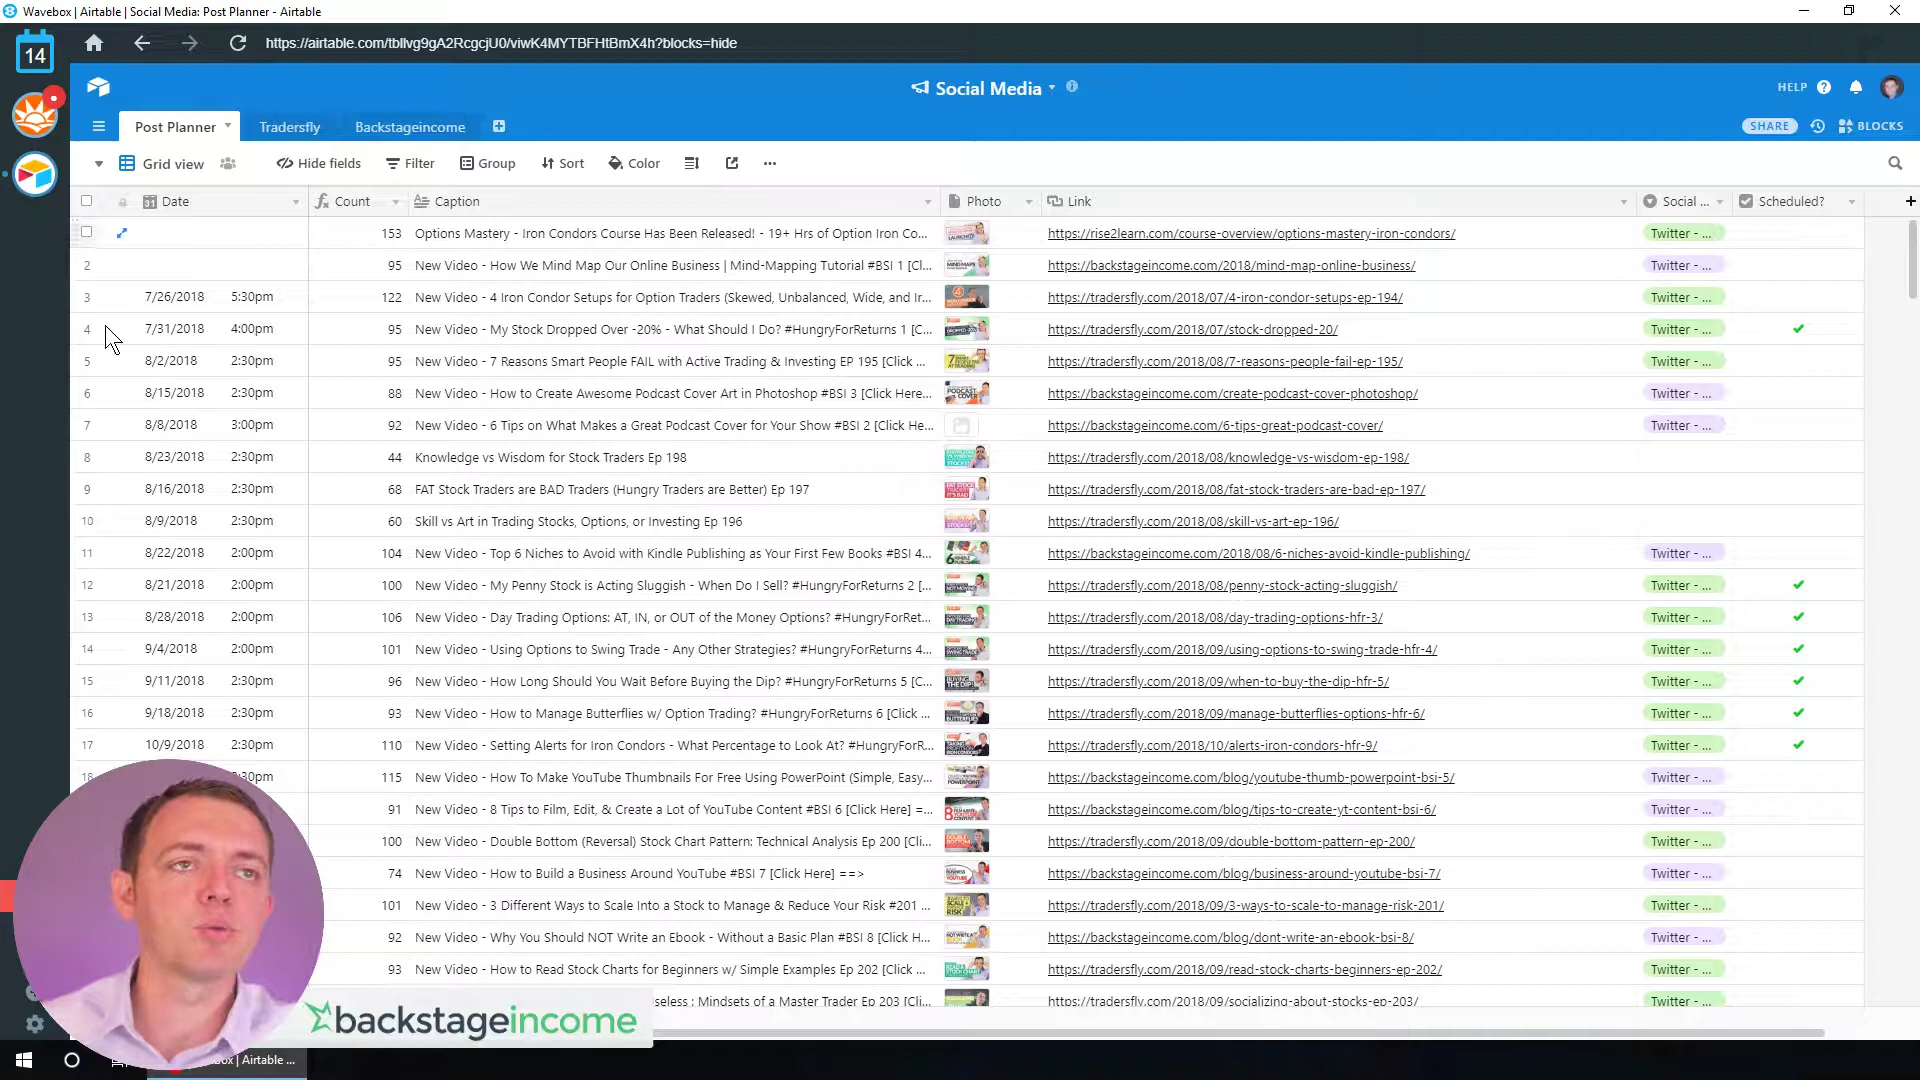 Wavebox | Airtable | Social Media: Post Planner - Airtable
14
https://airtable.com/tbllvg9gA2RcgcjU0/viwK4MYTBFHtBmX4h?blocks=hide
Social Media
HELP
Post Planner Tradersfly Backstageincome
SHARE BLOCKS
Grid view Hide fields Filter Group Sort Color
Date Count Caption Photo Link Social ... Scheduled?
153 Options Mastery - Iron Condors Course Has Been Released! - 19+ Hrs of Option Iron Co... https://rise2learn.com/course-overview/options-mastery-iron-condors/ Twitter - ...
2 95 New Video - How We Mind Map Our Online Business | Mind-Mapping Tutorial #BSI 1 [Cl... https://backstageincome.com/2018/mind-map-online-business/ Twitter - ...
3 7/26/2018 5:30pm 122 New Video - 4 Iron Condor Setups for Option Traders (Skewed, Unbalanced, Wide, and Ir... https://tradersfly.com/2018/07/4-iron-condor-setups-ep-194/ Twitter - ...
4 7/31/2018 4:00pm 95 New Video - My Stock Dropped Over -20% - What Should I Do? #HungryForReturns 1 [C... https://tradersfly.com/2018/07/stock-dropped-20/ Twitter - ...
5 8/2/2018 2:30pm 95 New Video - 7 Reasons Smart People FAIL with Active Trading & Investing EP 195 [Click ... https://tradersfly.com/2018/08/7-reasons-people-fail-ep-195/ Twitter - ...
6 8/15/2018 2:30pm 88 New Video - How to Create Awesome Podcast Cover Art in Photoshop #BSI 3 [Click Here... https://backstageincome.com/create-podcast-cover-photoshop/ Twitter - ...
7 8/8/2018 3:00pm 92 New Video - 6 Tips on What Makes a Great Podcast Cover for Your Show #BSI 2 [Click He... https://backstageincome.com/6-tips-great-podcast-cover/ Twitter - ...
8 8/23/2018 2:30pm 44 Knowledge vs Wisdom for Stock Traders Ep 198 https://tradersfly.com/2018/08/knowledge-vs-wisdom-ep-198/
9 8/16/2018 2:30pm 68 FAT Stock Traders are BAD Traders (Hungry Traders are Better) Ep 197 https://tradersfly.com/2018/08/fat-stock-traders-are-bad-ep-197/
10 8/9/2018 2:30pm 60 Skill vs Art in Trading Stocks, Options, or Investing Ep 196 https://tradersfly.com/2018/08/skill-vs-art-ep-196/
11 8/22/2018 2:00pm 104 New Video - Top 6 Niches to Avoid with Kindle Publishing as Your First Few Books #BSI 4... https://backstageincome.com/2018/08/6-niches-avoid-kindle-publishing/ Twitter - ...
12 8/21/2018 2:00pm 100 New Video - My Penny Stock is Acting Sluggish - When Do I Sell? #HungryForReturns 2 [C... https://tradersfly.com/2018/08/penny-stock-acting-sluggish/ Twitter - ...
13 8/28/2018 2:00pm 106 New Video - Day Trading Options: AT, IN, or OUT of the Money Options? #HungryForRet... https://tradersfly.com/2018/08/day-trading-options-hfr-3/ Twitter - ...
14 9/4/2018 2:00pm 101 New Video - Using Options to Swing Trade - Any Other Strategies? #HungryForReturns 4... https://tradersfly.com/2018/09/using-options-to-swing-trade-hfr-4/ Twitter - ...
15 9/11/2018 2:30pm 96 New Video - How Long Should You Wait Before Buying the Dip? #HungryForReturns 5 [C... https://tradersfly.com/2018/09/when-to-buy-the-dip-hfr-5/ Twitter - ...
16 9/18/2018 2:30pm 93 New Video - How to Manage Butterflies w/ Option Trading? #HungryForReturns 6 [Click ... https://tradersfly.com/2018/09/manage-butterflies-options-hfr-6/ Twitter - ...
17 10/9/2018 2:30pm 110 New Video - Setting Alerts for Iron Condors - What Percentage to Look At? #HungryForR... https://tradersfly.com/2018/10/alerts-iron-condors-hfr-9/ Twitter - ...
18 :30pm 115 New Video - How To Make YouTube Thumbnails For Free Using PowerPoint (Simple, Easy... https://backstageincome.com/blog/youtube-thumb-powerpoint-bsi-5/ Twitter - ...
91 New Video - 8 Tips to Film, Edit, & Create a Lot of YouTube Content #BSI 6 [Click Here] =... https://backstageincome.com/blog/tips-to-create-yt-content-bsi-6/ Twitter - ...
100 New Video - Double Bottom (Reversal) Stock Chart Pattern: Technical Analysis Ep 200 [Cli... https://tradersfly.com/2018/09/double-bottom-pattern-ep-200/ Twitter - ...
74 New Video - How to Build a Business Around YouTube #BSI 7 [Click Here] ==> https://backstageincome.com/blog/business-around-youtube-bsi-7/ Twitter - ...
101 New Video - 3 Different Ways to Scale Into a Stock to Manage & Reduce Your Risk #201 ... https://tradersfly.com/2018/09/3-ways-to-scale-to-manage-risk-201/ Twitter - ...
92 New Video - Why You Should NOT Write an Ebook - Without a Basic Plan #BSI 8 [Click H... https://backstageincome.com/blog/dont-write-an-ebook-bsi-8/ Twitter - ...
93 New Video - How to Read Stock Charts for Beginners w/ Simple Examples Ep 202 [Click ... https://tradersfly.com/2018/09/read-stock-charts-beginners-ep-202/ Twitter - ...
seless : Mindsets of a Master Trader Ep 203 [Cli... https://tradersfly.com/2018/09/socializing-about-stocks-ep-203/ Twitter - ...
backstageincome
box | Airtable ...